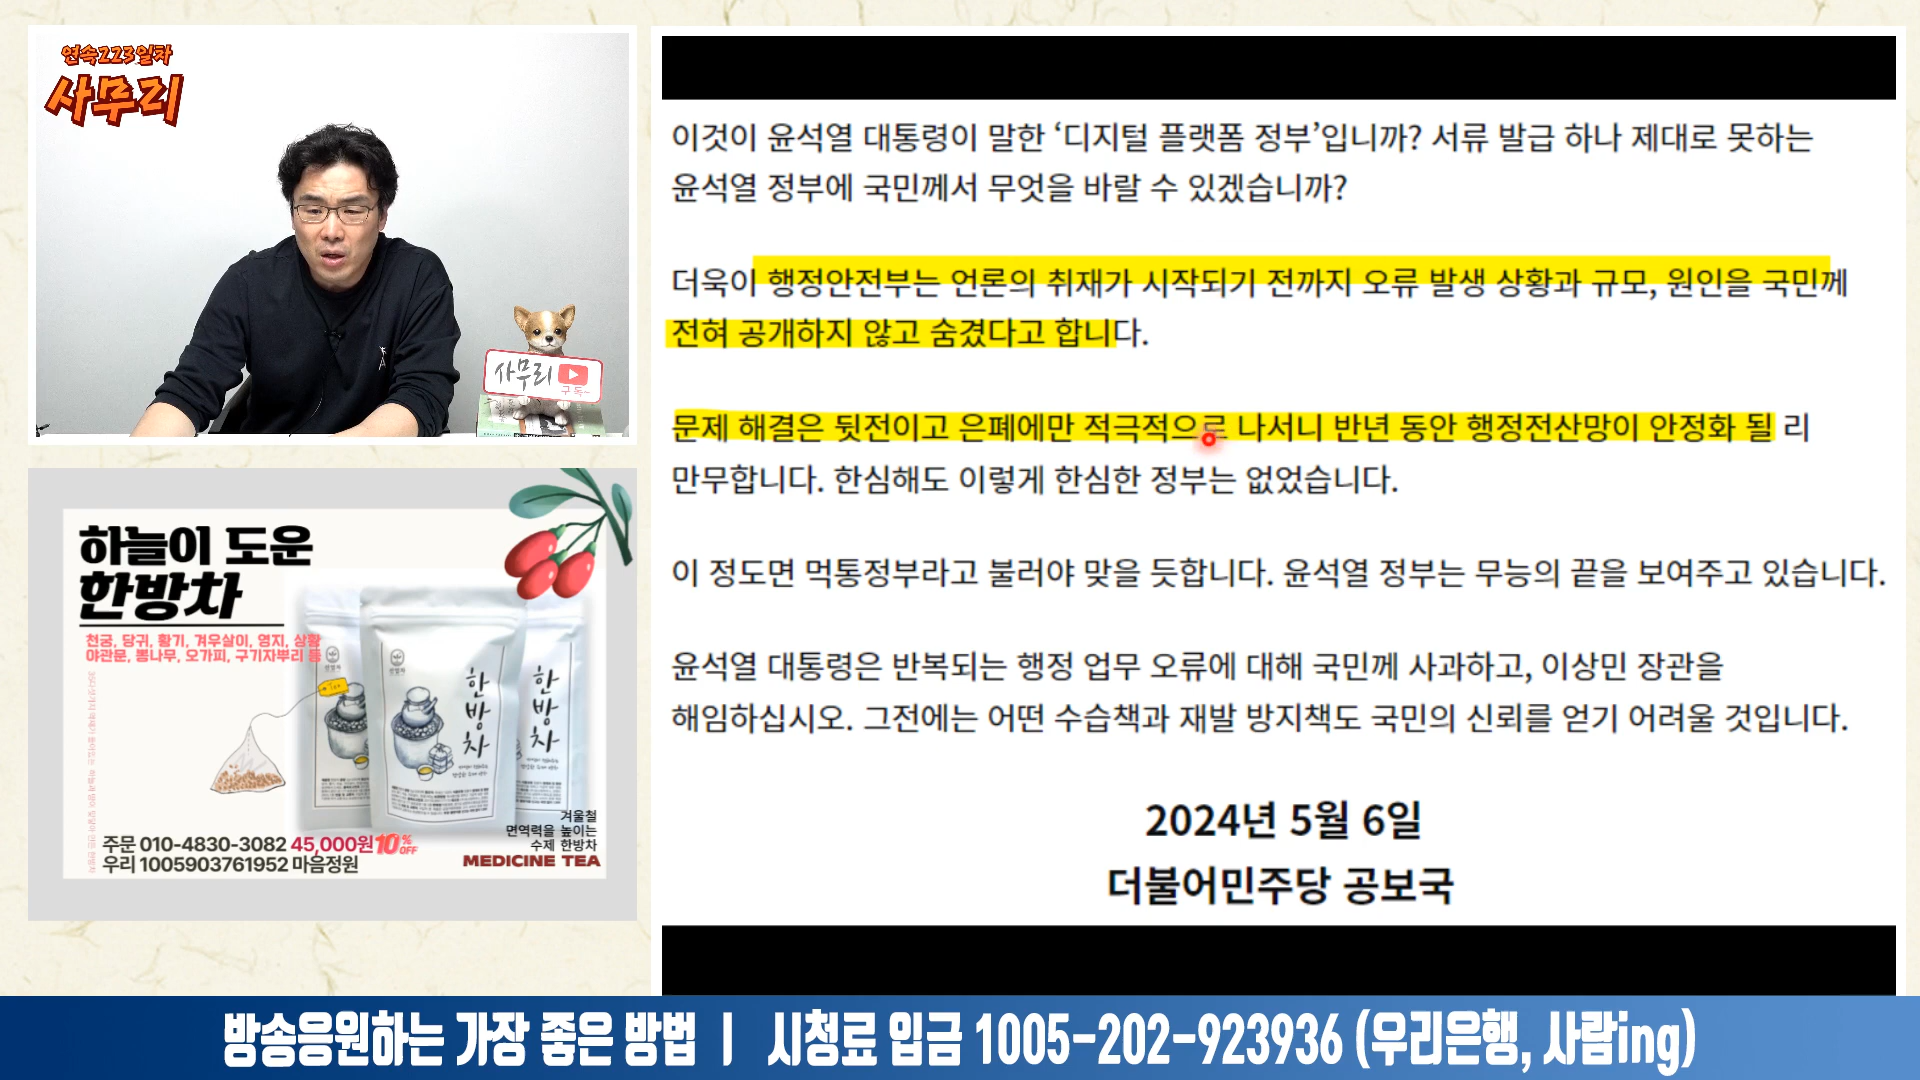 연속223일차
사무리
사무리
구독~
이것이 윤석열 대통령이 말한 ‘디지털 플랫폼 정부’입니까? 서류 발급 하나 제대로 못하는
윤석열 정부에 국민께서 무엇을 바랄 수 있겠습니까?
더욱이 행정안전부는 언론의 취재가 시작되기 전까지 오류 발생 상황과 규모, 원인을 국민께
전혀 공개하지 않고 숨겼다고 합니다.
문제 해결은 뒷전이고 은폐에만 적극적으로 나서니 반년 동안 행정전산망이 안정화 될 리
만무합니다. 한심해도 이렇게 한심한 정부는 없었습니다.
이 정도면 먹통정부라고 불러야 맞을 듯합니다. 윤석열 정부는 무능의 끝을 보여주고 있습니다.
윤석열 대통령은 반복되는 행정 업무 오류에 대해 국민께 사과하고, 이상민 장관을
해임하십시오. 그전에는 어떤 수습책과 재발 방지책도 국민의 신뢰를 얻기 어려울 것입니다.
2024년 5월 6일
더불어민주당 공보국
하늘이 도운
한방차
천궁, 당귀, 황기, 겨우살이, 영지, 상황
야관문, 뽕나무, 오가피, 구기자뿌리 등
한방차
한방차
겨울철
면역력을 높이는
수제 한방차
MEDICINE TEA
주문 010-4830-3082 45,000원 10% OFF
우리 1005903761952 마음정원
방송응원하는 가장 좋은 방법 | 시청료 입금 1005-202-923936 (우리은행, 사람ing)